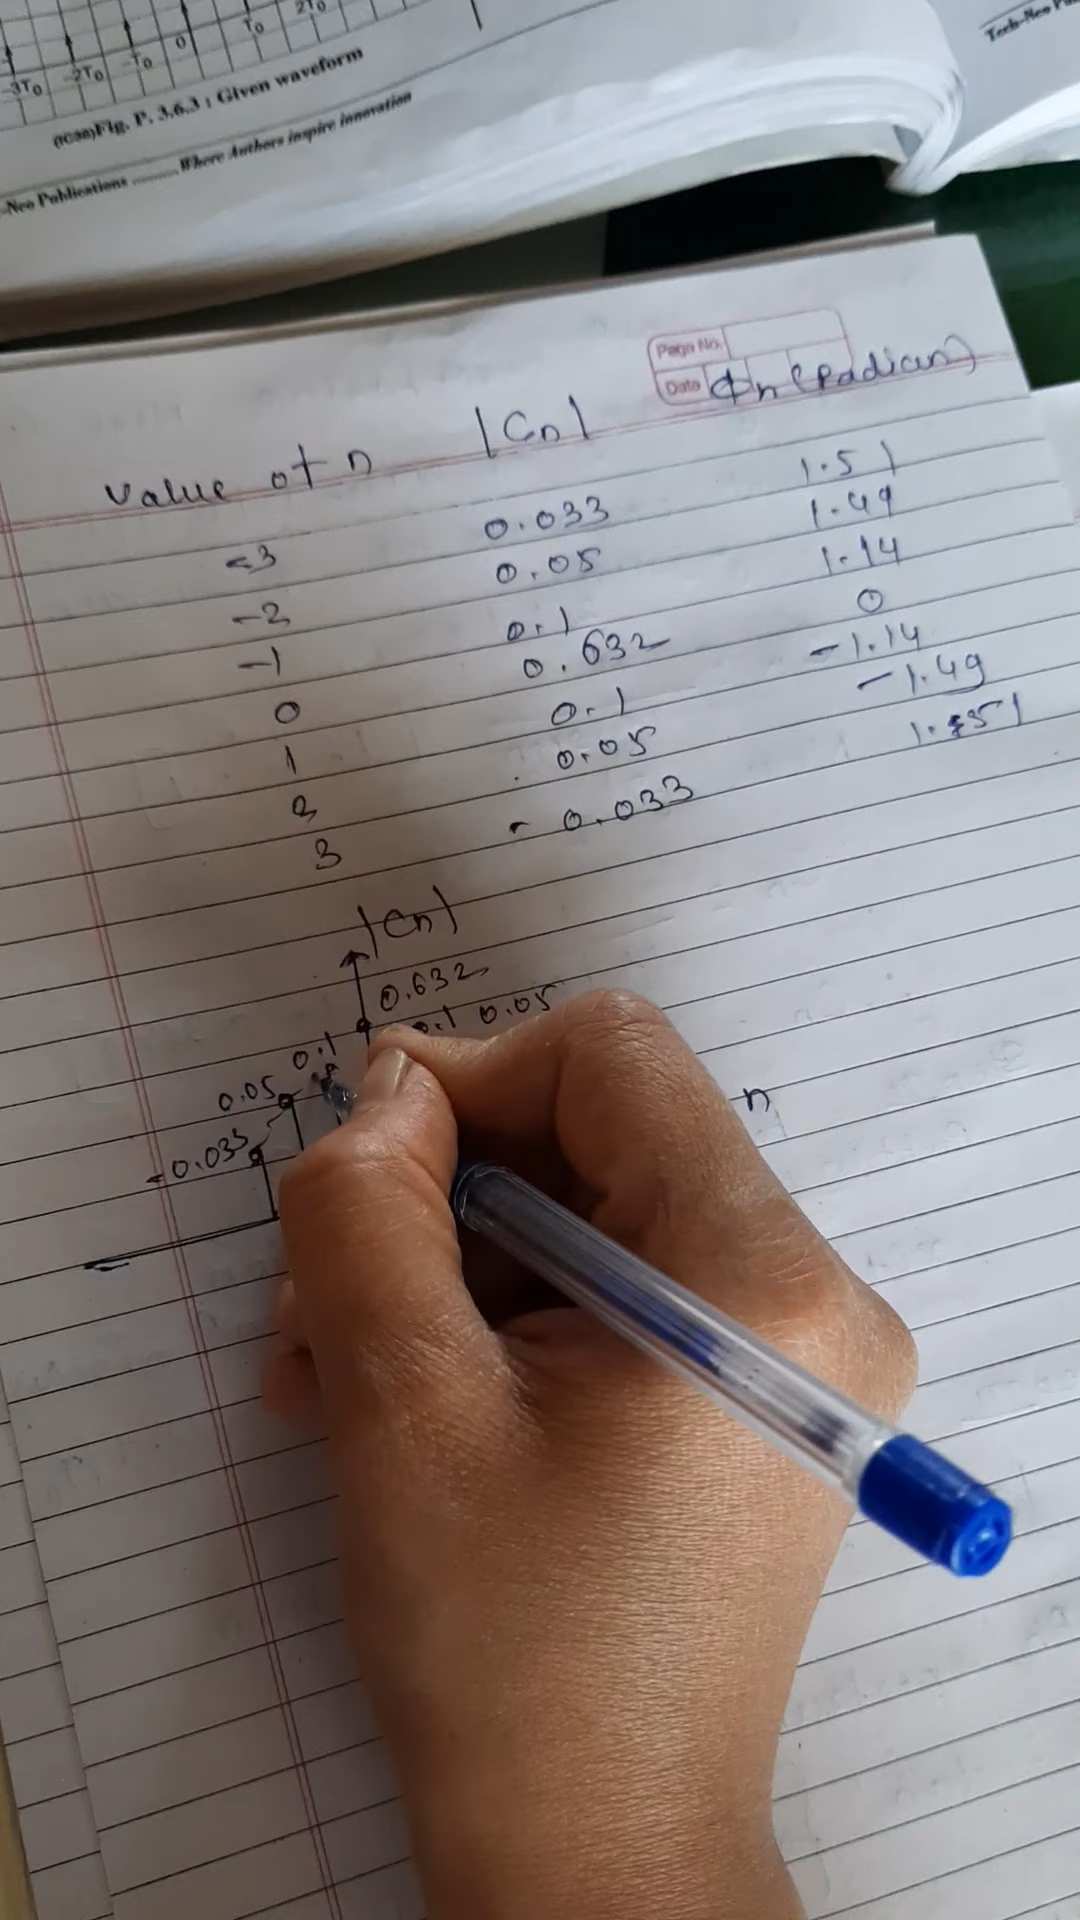 -3T₀ -2T₀ -T₀ 0 T₀ 2T₀
(IC38)Fig. P. 3.6.3 : Given waveform
-Neo Publications .........Where Authors inspire innovation
Tech-Neo
Page No.
Date
value of n |Cn| Φn (radian)
-3 0.033 1.51
-2 0.05 1.49
-1 0.1 1.14
0 0.632 0
1 0.1 -1.14
2 0.05 -1.49
3 - 0.033 1.51
|Cn|
0.632
0.1 0.1 0.05
0.05 n
-0.033